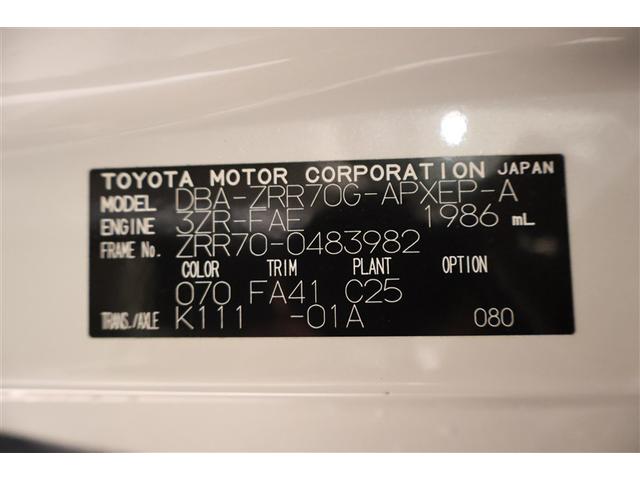 TOYOTA MOTOR CORPORATION JAPAN
MODEL DBA-ZRR70G-APXEP-A
ENGINE 3ZR-FAE 1986 mL
FRAME No. ZRR70-0483982
COLOR TRIM PLANT OPTION
070 FA41 C25
TRANS./AXLE K111 -01A 080